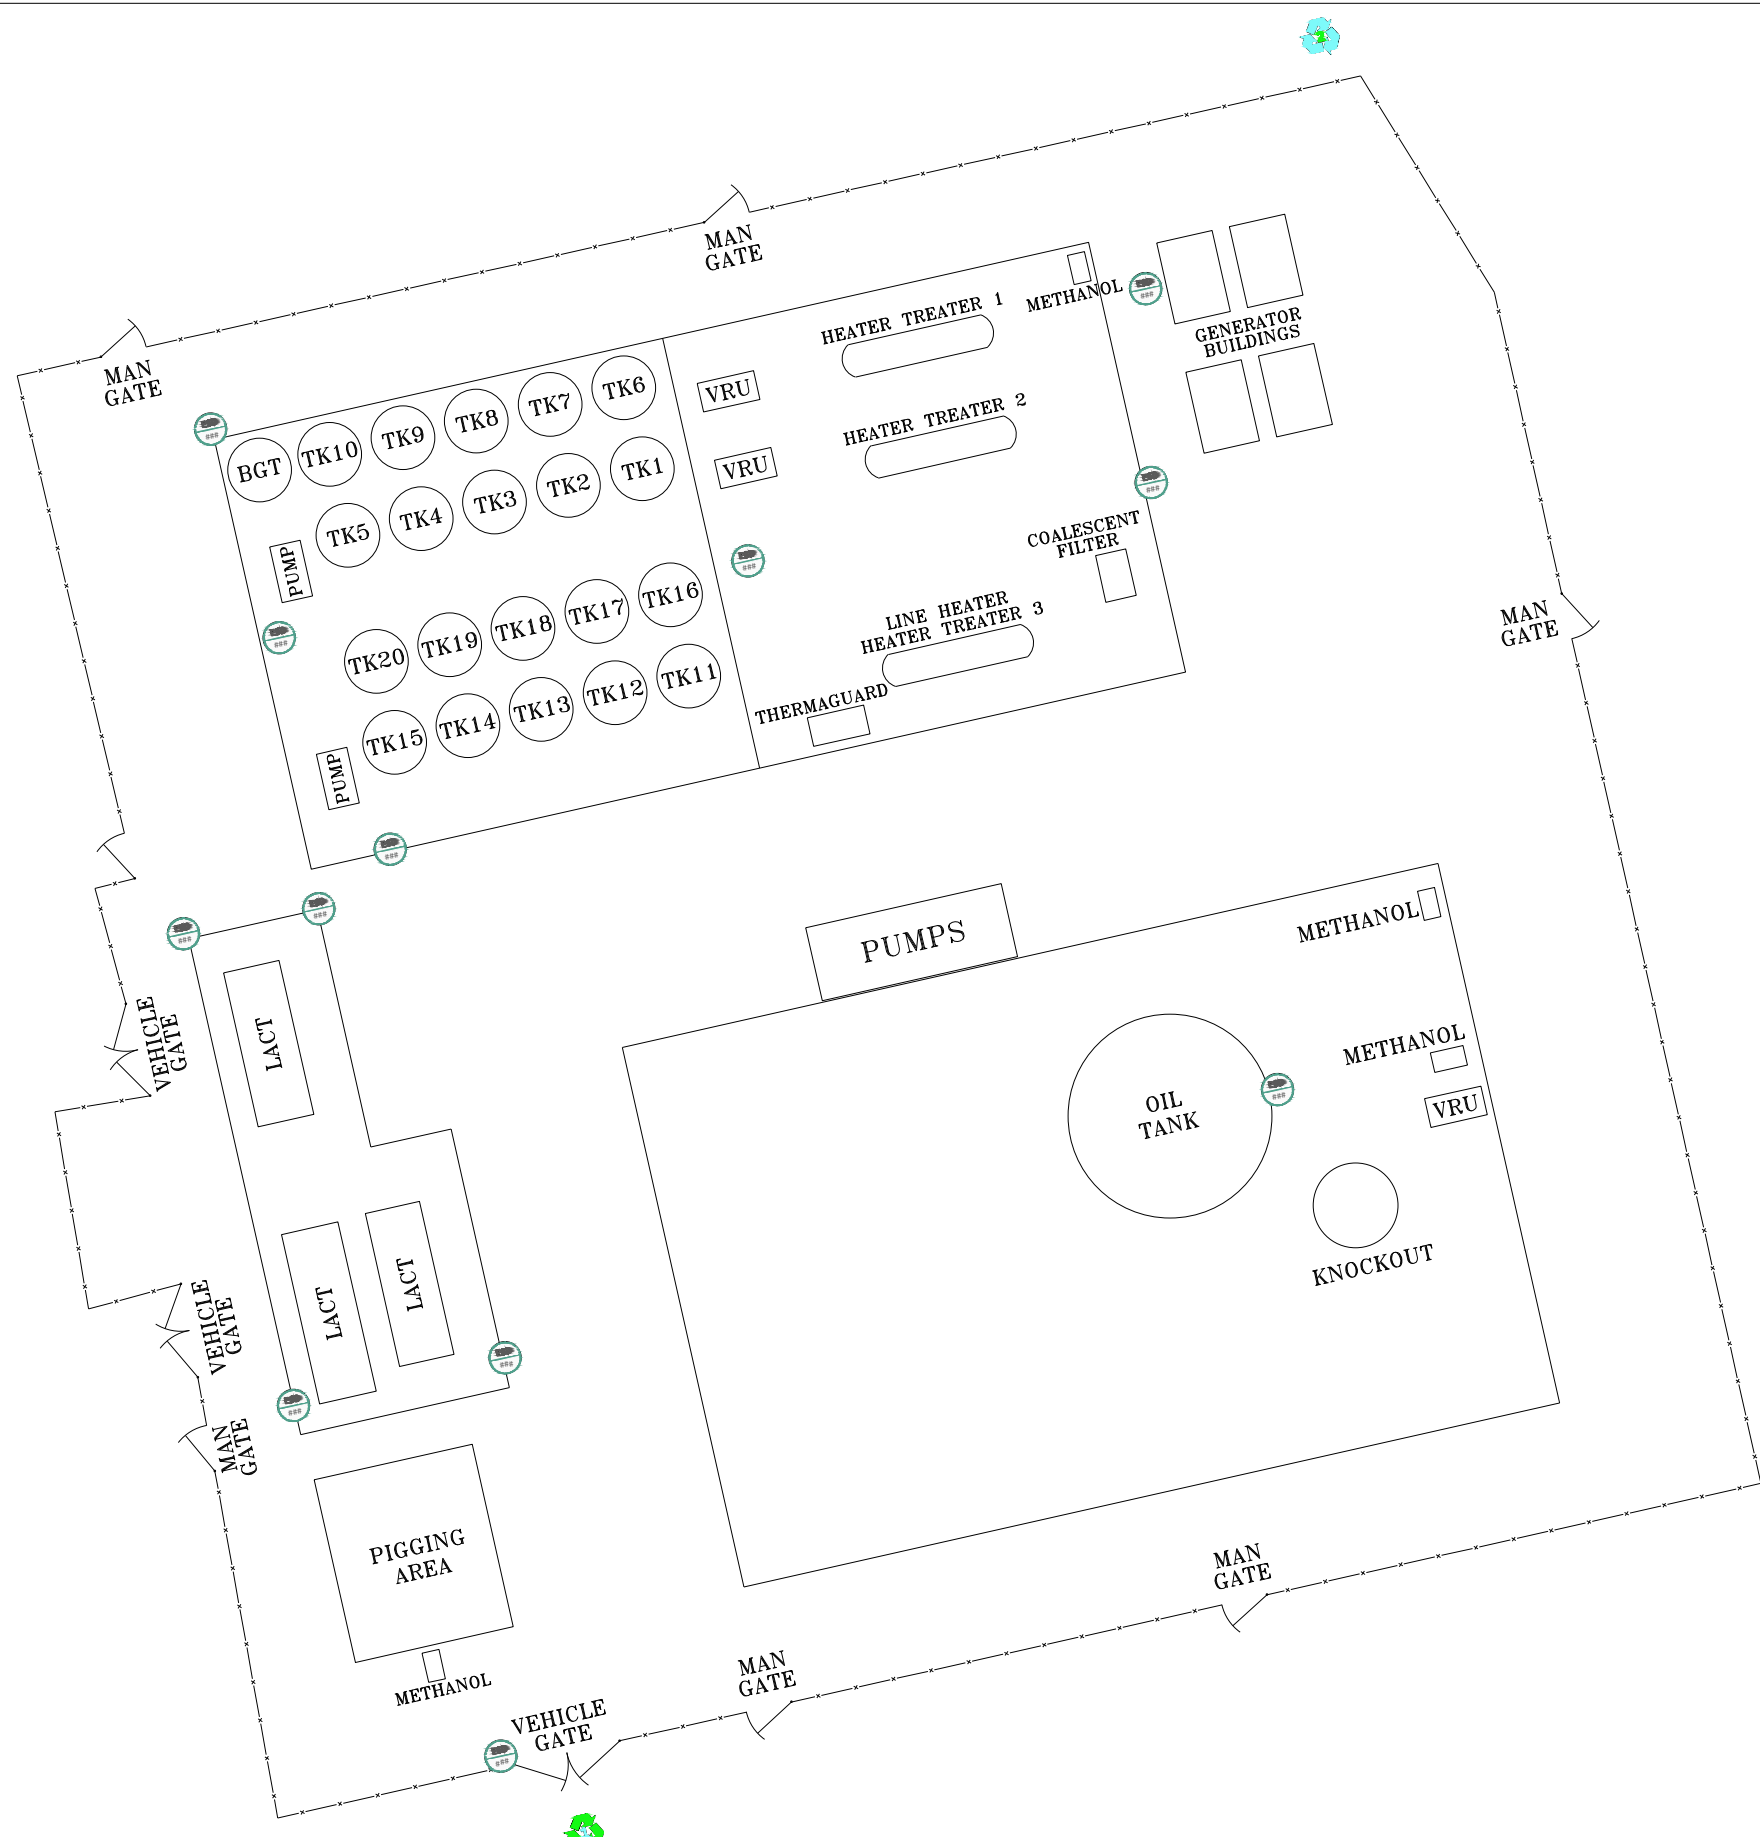 MAN
GATE
MAN
GATE
METHANOL
GENERATOR
BUILDINGS
HEATER TREATER 1
VRU
HEATER TREATER 2
VRU
TK6
TK7
TK8
TK9
TK10
BGT
TK1
TK2
TK3
TK4
TK5
PUMP
COALESCENT
FILTER
TK16
TK17
TK18
TK19
TK20
LINE HEATER
HEATER TREATER 3
MAN
GATE
TK11
TK12
TK13
TK14
TK15
THERMAGUARD
PUMP
###
###
###
###
###
###
###
###
###
###
###
###
PUMPS
METHANOL
METHANOL
VRU
OIL
TANK
KNOCKOUT
VEHICLE
GATE
LACT
LACT
LACT
VEHICLE
GATE
MAN
GATE
PIGGING
AREA
METHANOL
VEHICLE
GATE
MAN
GATE
MAN
GATE